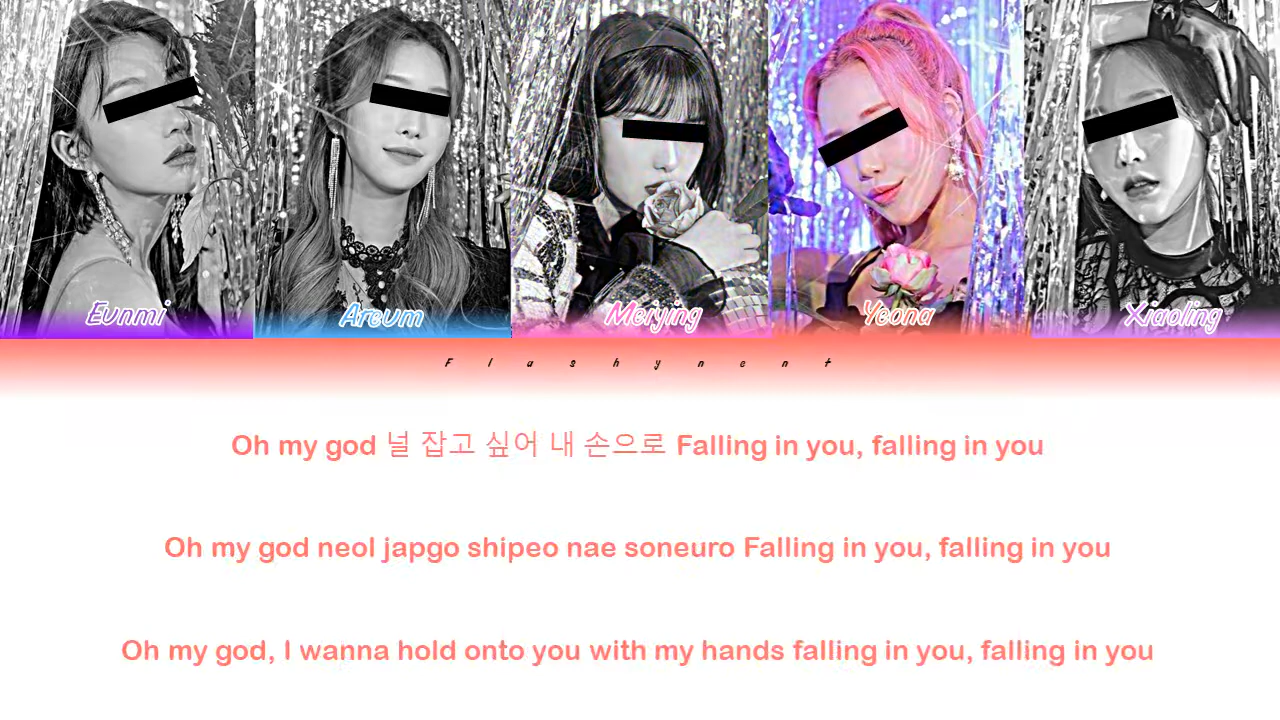 Eunmi Areum Meiying Yeona Xiaoling
Flashynent
Oh my god 널 잡고 싶어 내 손으로 Falling in you, falling in you
Oh my god neol japgo shipeo nae soneuro Falling in you, falling in you
Oh my god, I wanna hold onto you with my hands falling in you, falling in you